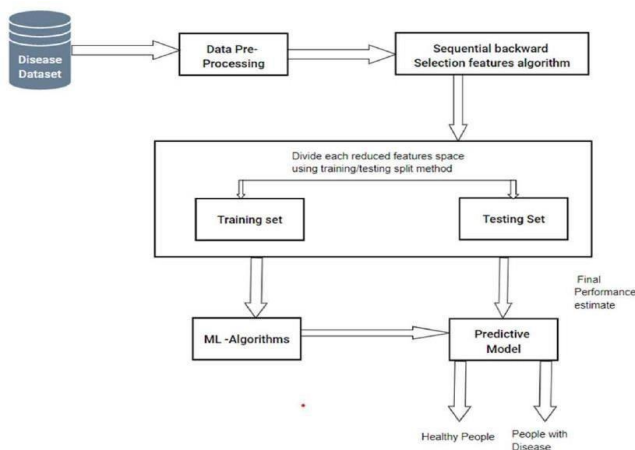 Disease
Dataset
Data Pre-
Processing
Sequential backward
Selection features algorithm
Divide each reduced features space
using training/testing split method
Training set
Testing Set
Final
Performance
estimate
ML -Algorithms
Predictive
Model
Healthy People
People with
Disease